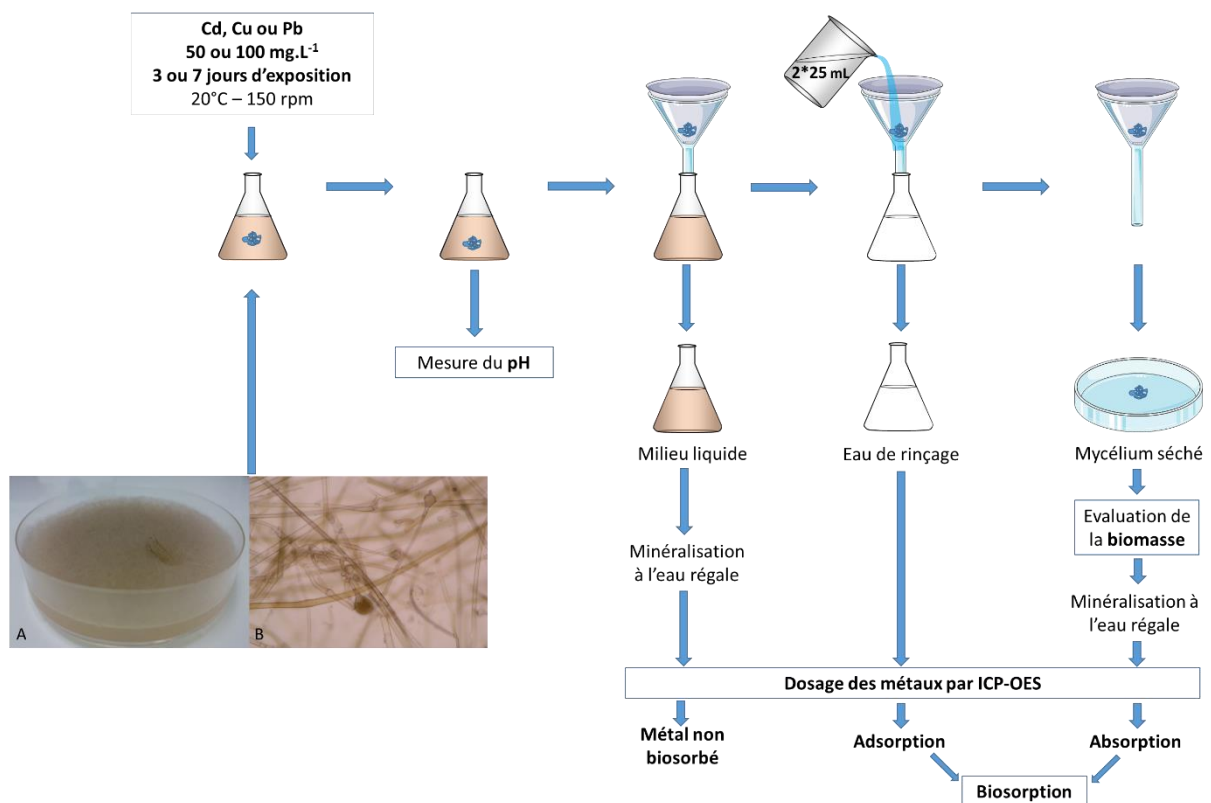 Cd, Cu ou Pb
50 ou 100 mg.L⁻¹
3 ou 7 jours d'exposition
20°C – 150 rpm
2*25 mL
Mesure du pH
Milieu liquide
Eau de rinçage
Mycélium séché
Evaluation de
la biomasse
Minéralisation
à l'eau régale
Minéralisation à
l'eau régale
A
B
Dosage des métaux par ICP-OES
Métal non
biosorbé
Adsorption
Absorption
Biosorption